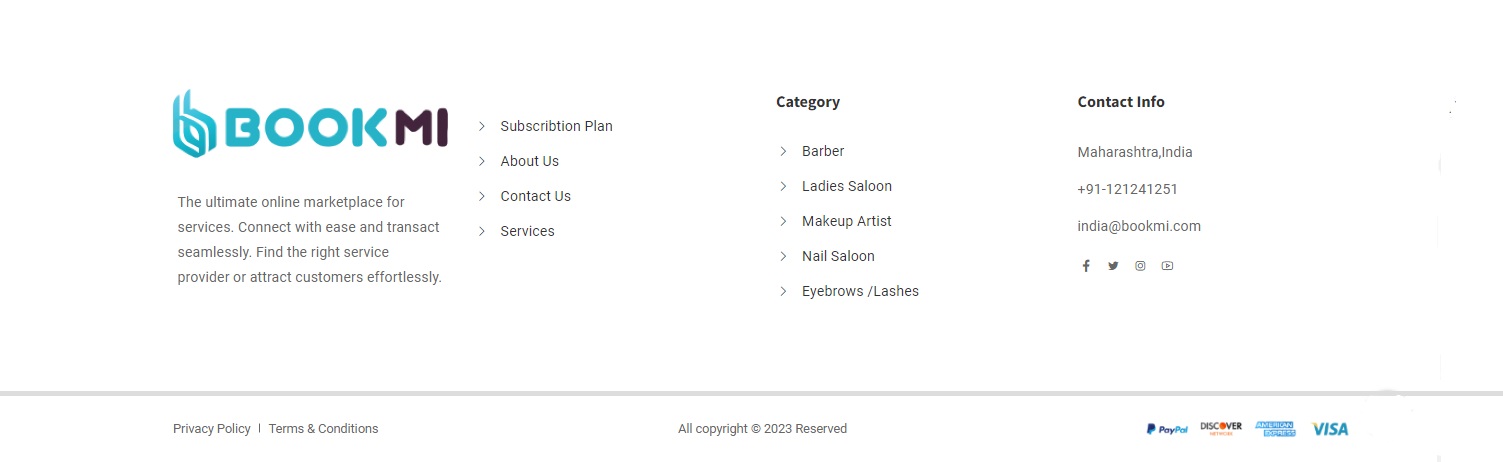 BOOKMI
The ultimate online marketplace for
services. Connect with ease and transact
seamlessly. Find the right service
provider or attract customers effortlessly.
Subscribtion Plan
About Us
Contact Us
Services
Category
Barber
Ladies Saloon
Makeup Artist
Nail Saloon
Eyebrows /Lashes
Contact Info
Maharashtra,India
+91-121241251
india@bookmi.com
Privacy Policy | Terms & Conditions
All copyright © 2023 Reserved
PayPal
DISCOVER
NETWORK
AMERICAN
EXPRESS
VISA